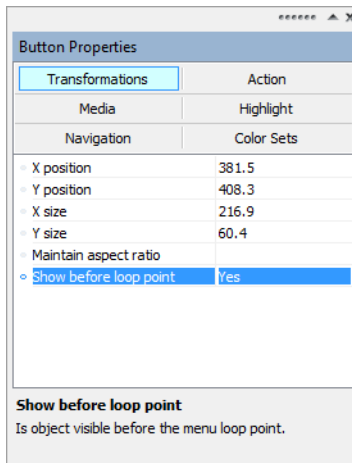 Button Properties
Transformations Action
Media Highlight
Navigation Color Sets
X position 381.5
Y position 408.3
X size 216.9
Y size 60.4
Maintain aspect ratio
Show before loop point Yes
Show before loop point
Is object visible before the menu loop point.